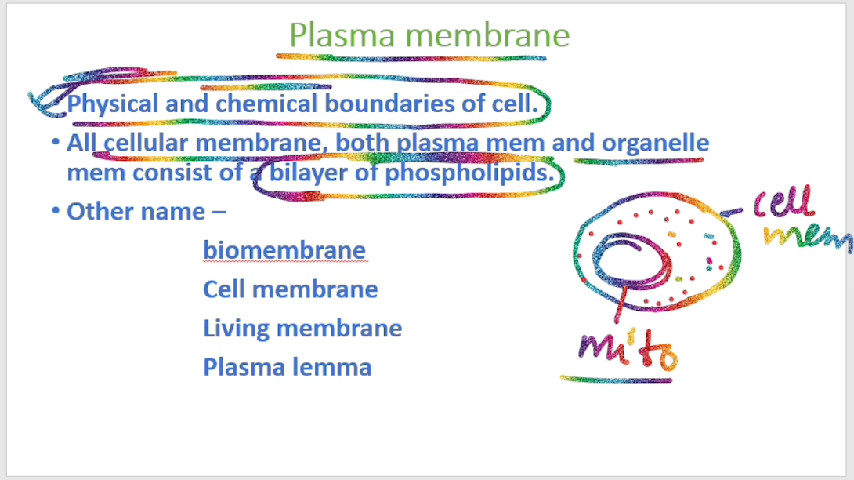 Plasma membrane
Physical and chemical boundaries of cell.
• All cellular membrane, both plasma mem and organelle
mem consist of a bilayer of phospholipids.
• Other name –
biomembrane
Cell membrane
Living membrane
Plasma lemma
cell
mem
mito